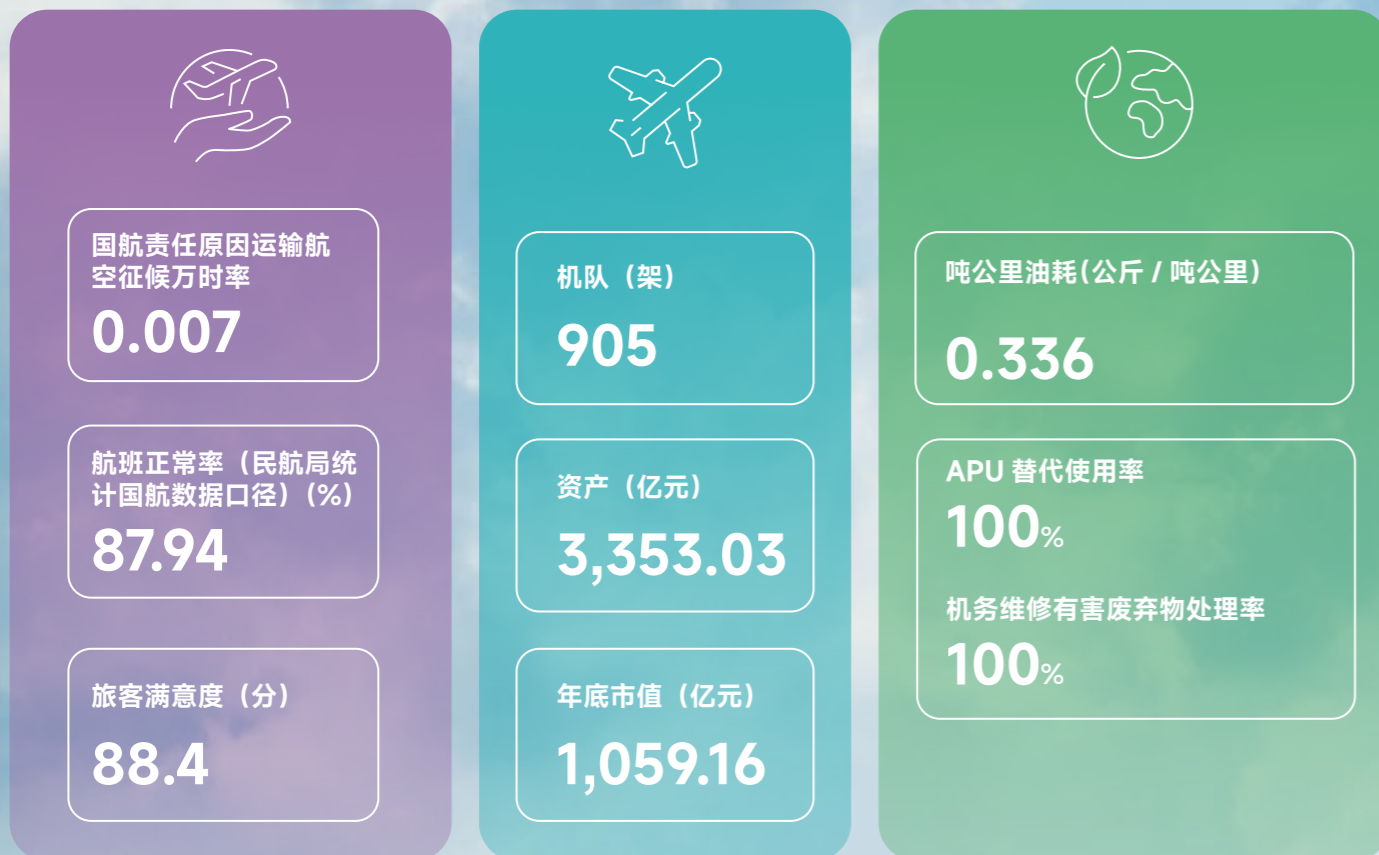 国航责任原因运输航
空征候万时率
0.007
航班正常率（民航局统
计国航数据口径）(%)
87.94
旅客满意度（分）
88.4
机队（架）
905
资产（亿元）
3,353.03
年底市值（亿元）
1,059.16
吨公里油耗(公斤 / 吨公里)
0.336
APU 替代使用率
100%
机务维修有害废弃物处理率
100%